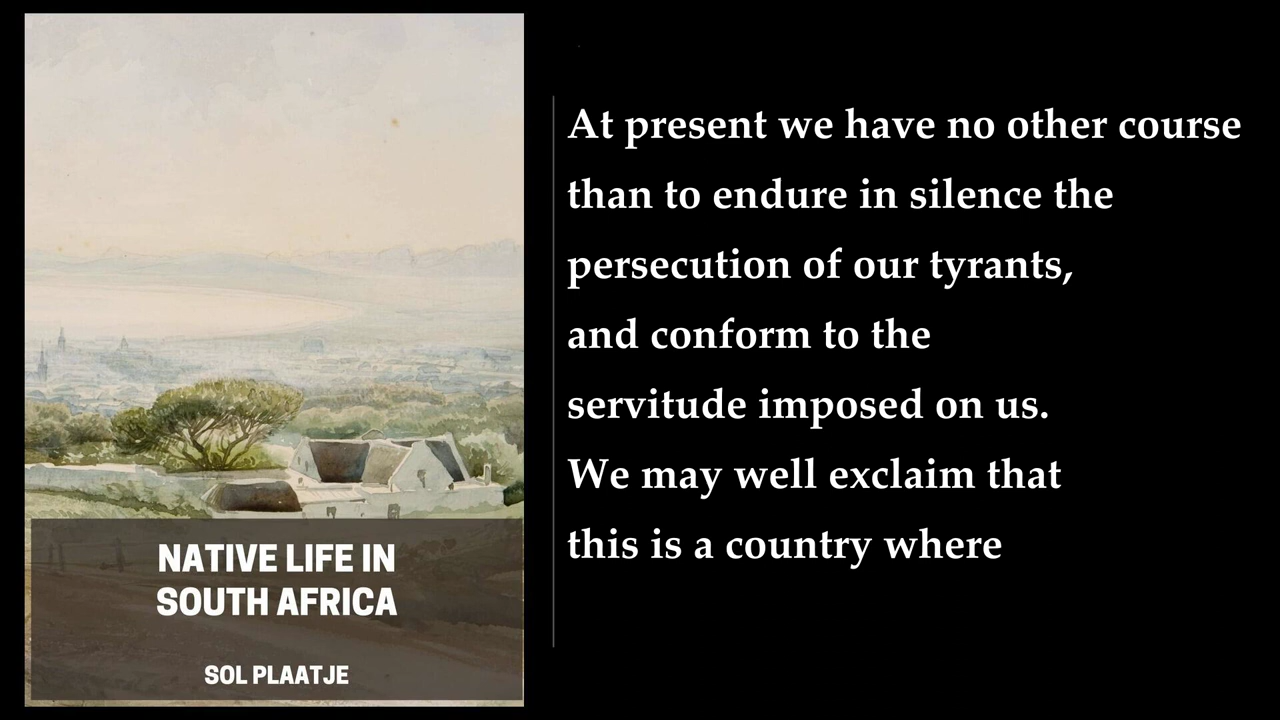 NATIVE LIFE IN
SOUTH AFRICA
SOL PLAATJE
At present we have no other course
than to endure in silence the
persecution of our tyrants,
and conform to the
servitude imposed on us.
We may well exclaim that
this is a country where